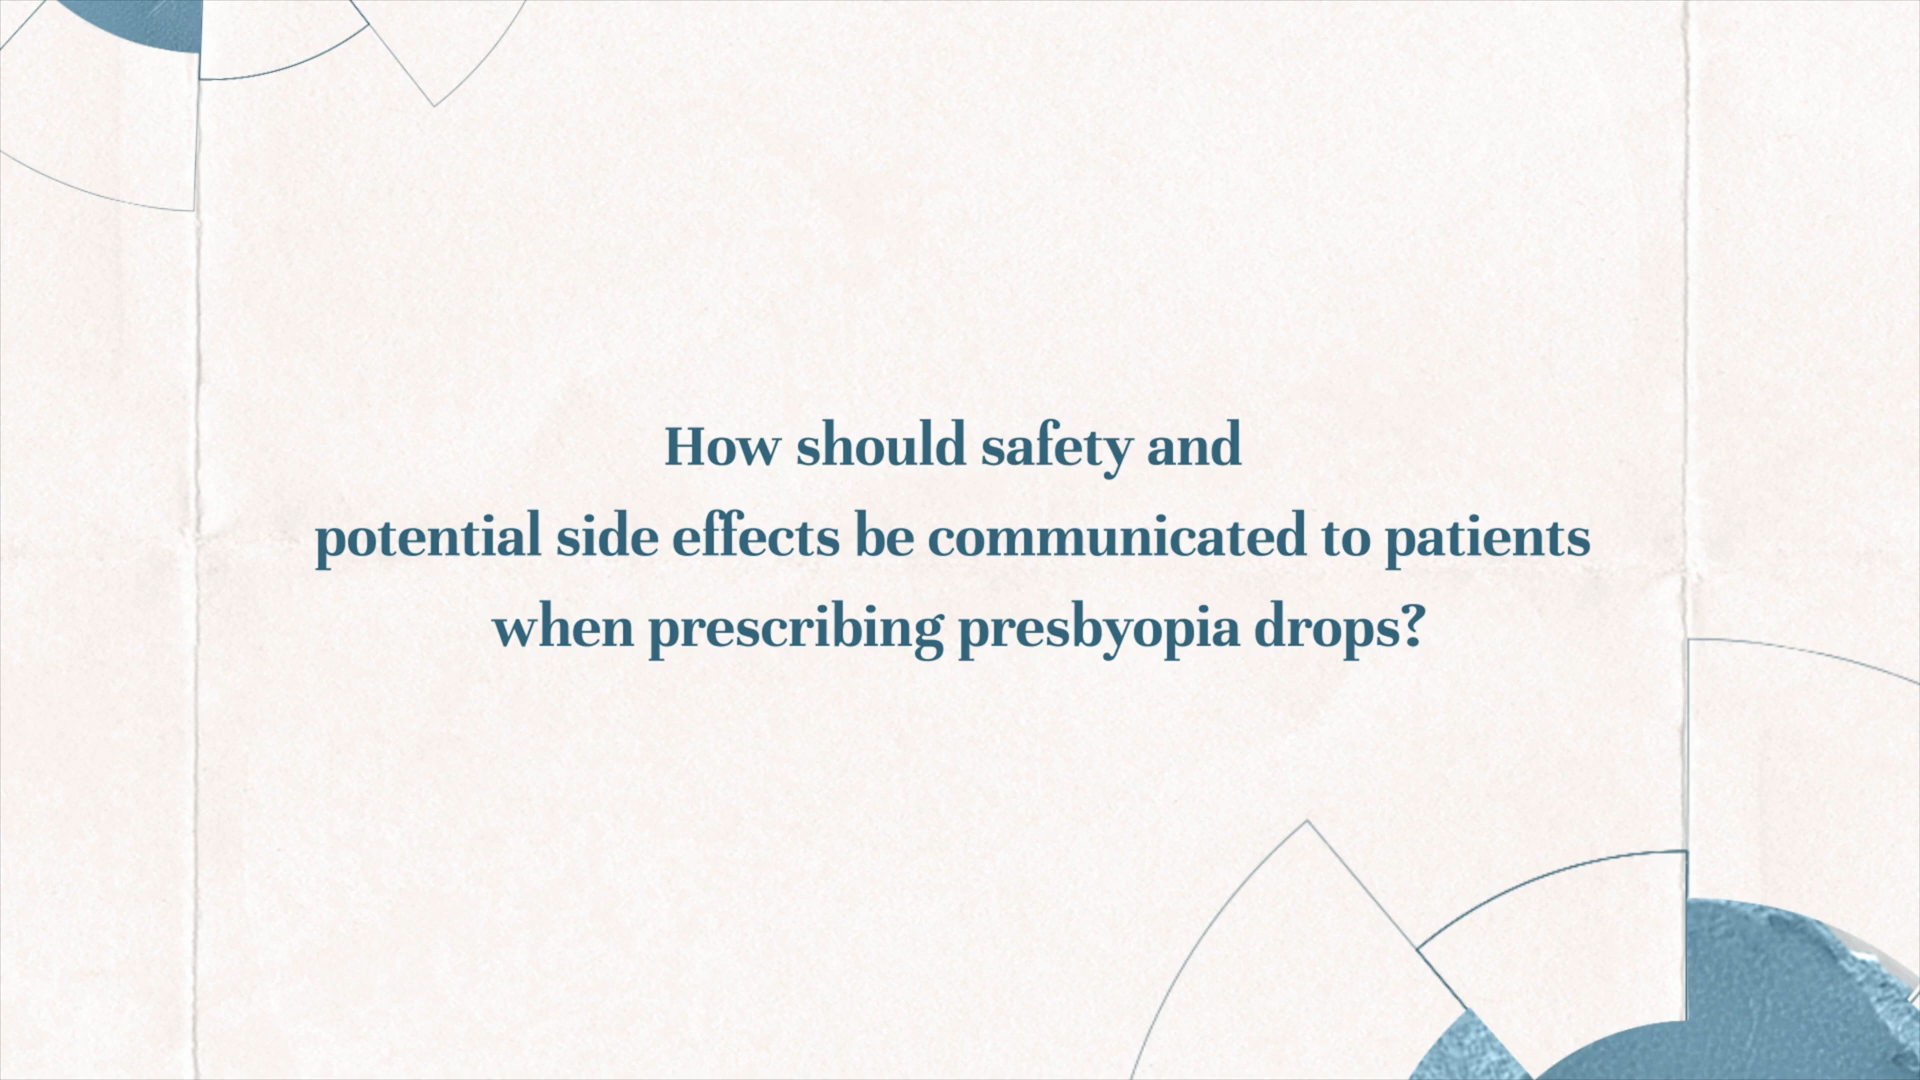 How should safety and
potential side effects be communicated to patients
when prescribing presbyopia drops?